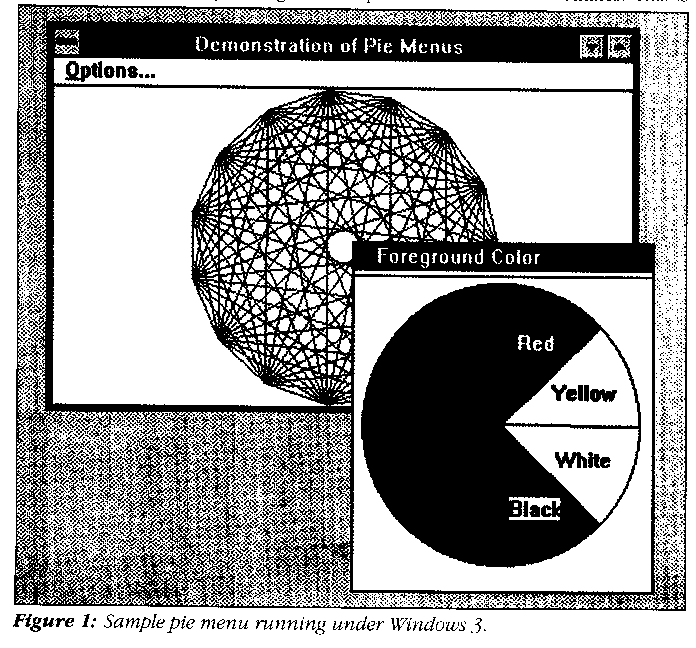 Demonstration of Pie Menus
Options...
Foreground Color
Red
Yellow
White
Black
Figure 1: Sample pie menu running under Windows 3.